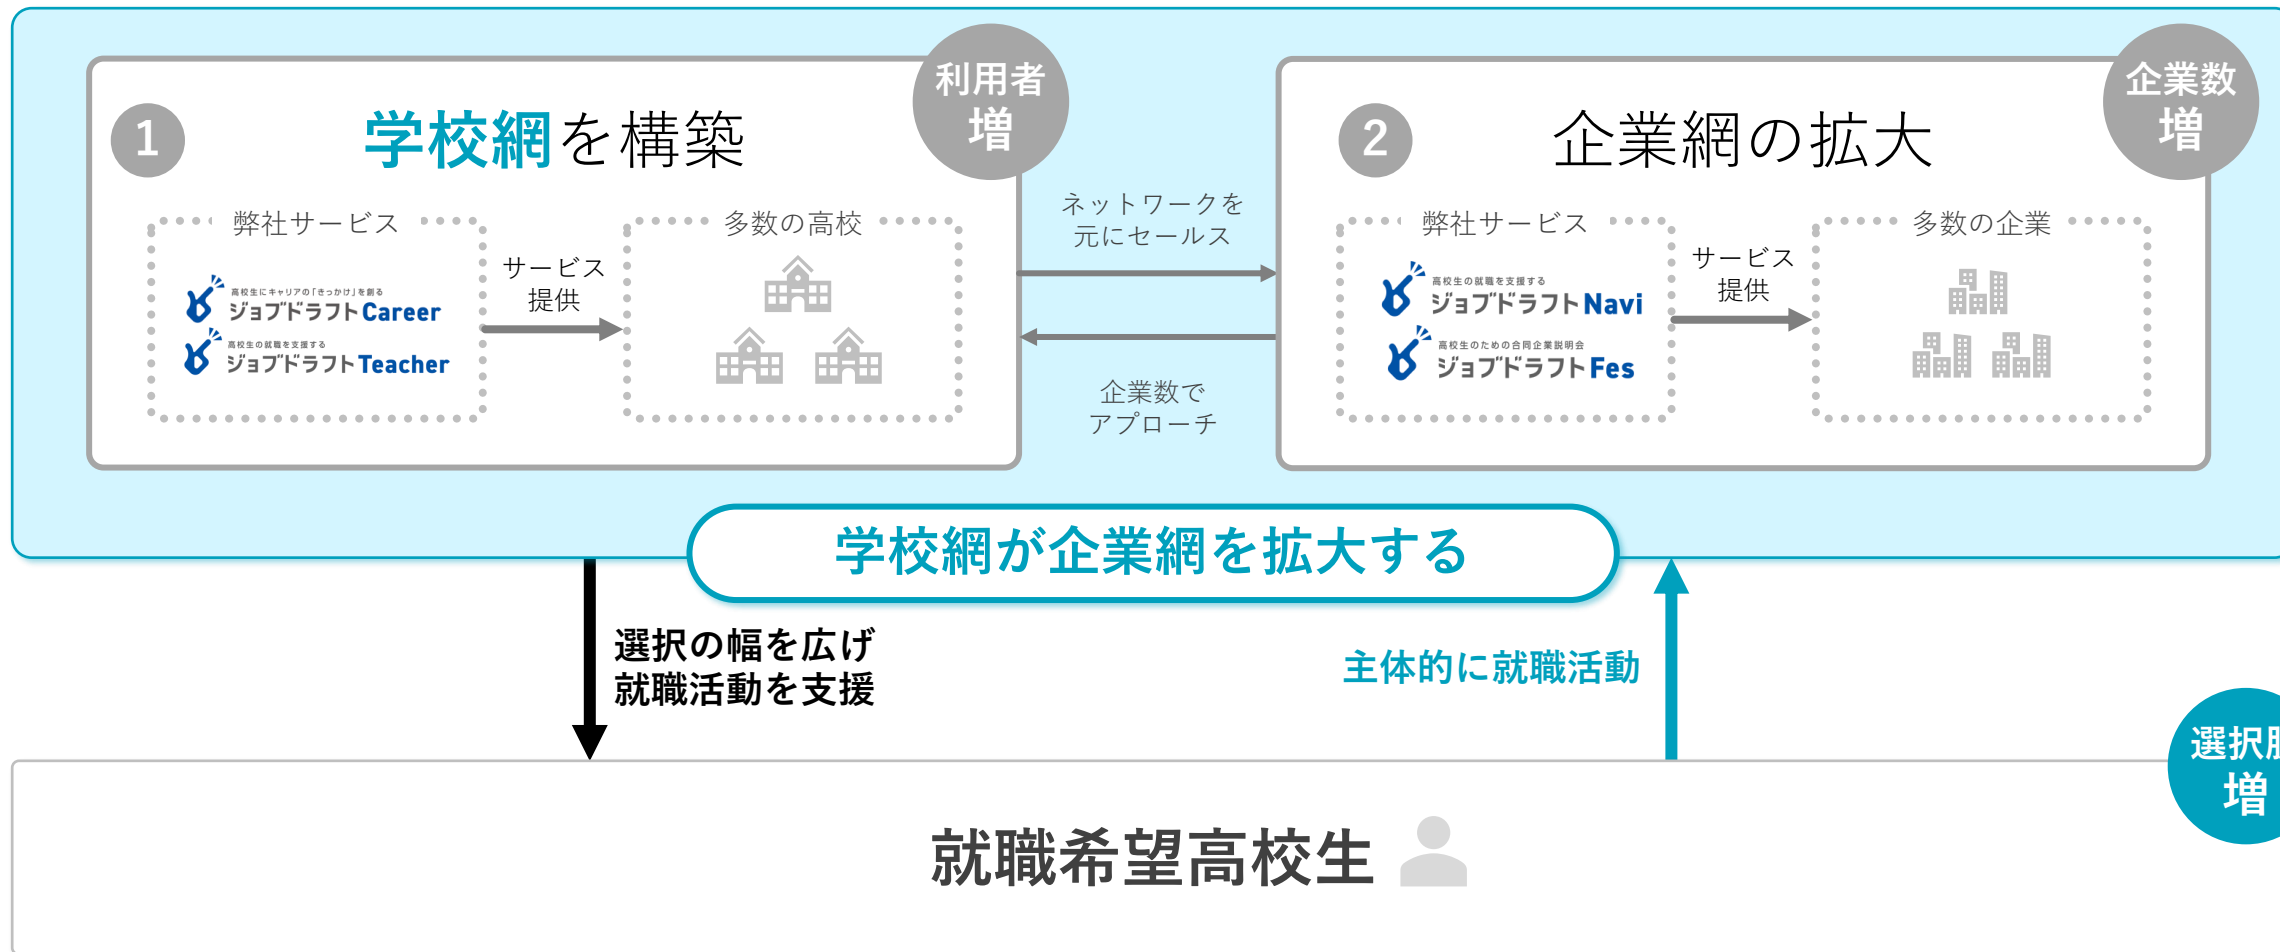 1
学校網を構築
利用者
増
弊社サービス
高校生にキャリアの「きっかけ」を創る
ジョブドラフトCareer
高校生の就職を支援する
ジョブドラフトTeacher
サービス
提供
多数の高校
ネットワークを
元にセールス
企業数で
アプローチ
2
企業網の拡大
企業数
増
弊社サービス
高校生の就職を支援する
ジョブドラフトNavi
高校生のための合同企業説明会
ジョブドラフトFes
サービス
提供
多数の企業
学校網が企業網を拡大する
選択の幅を広げ
就職活動を支援
主体的に就職活動
選択肢
増
就職希望高校生